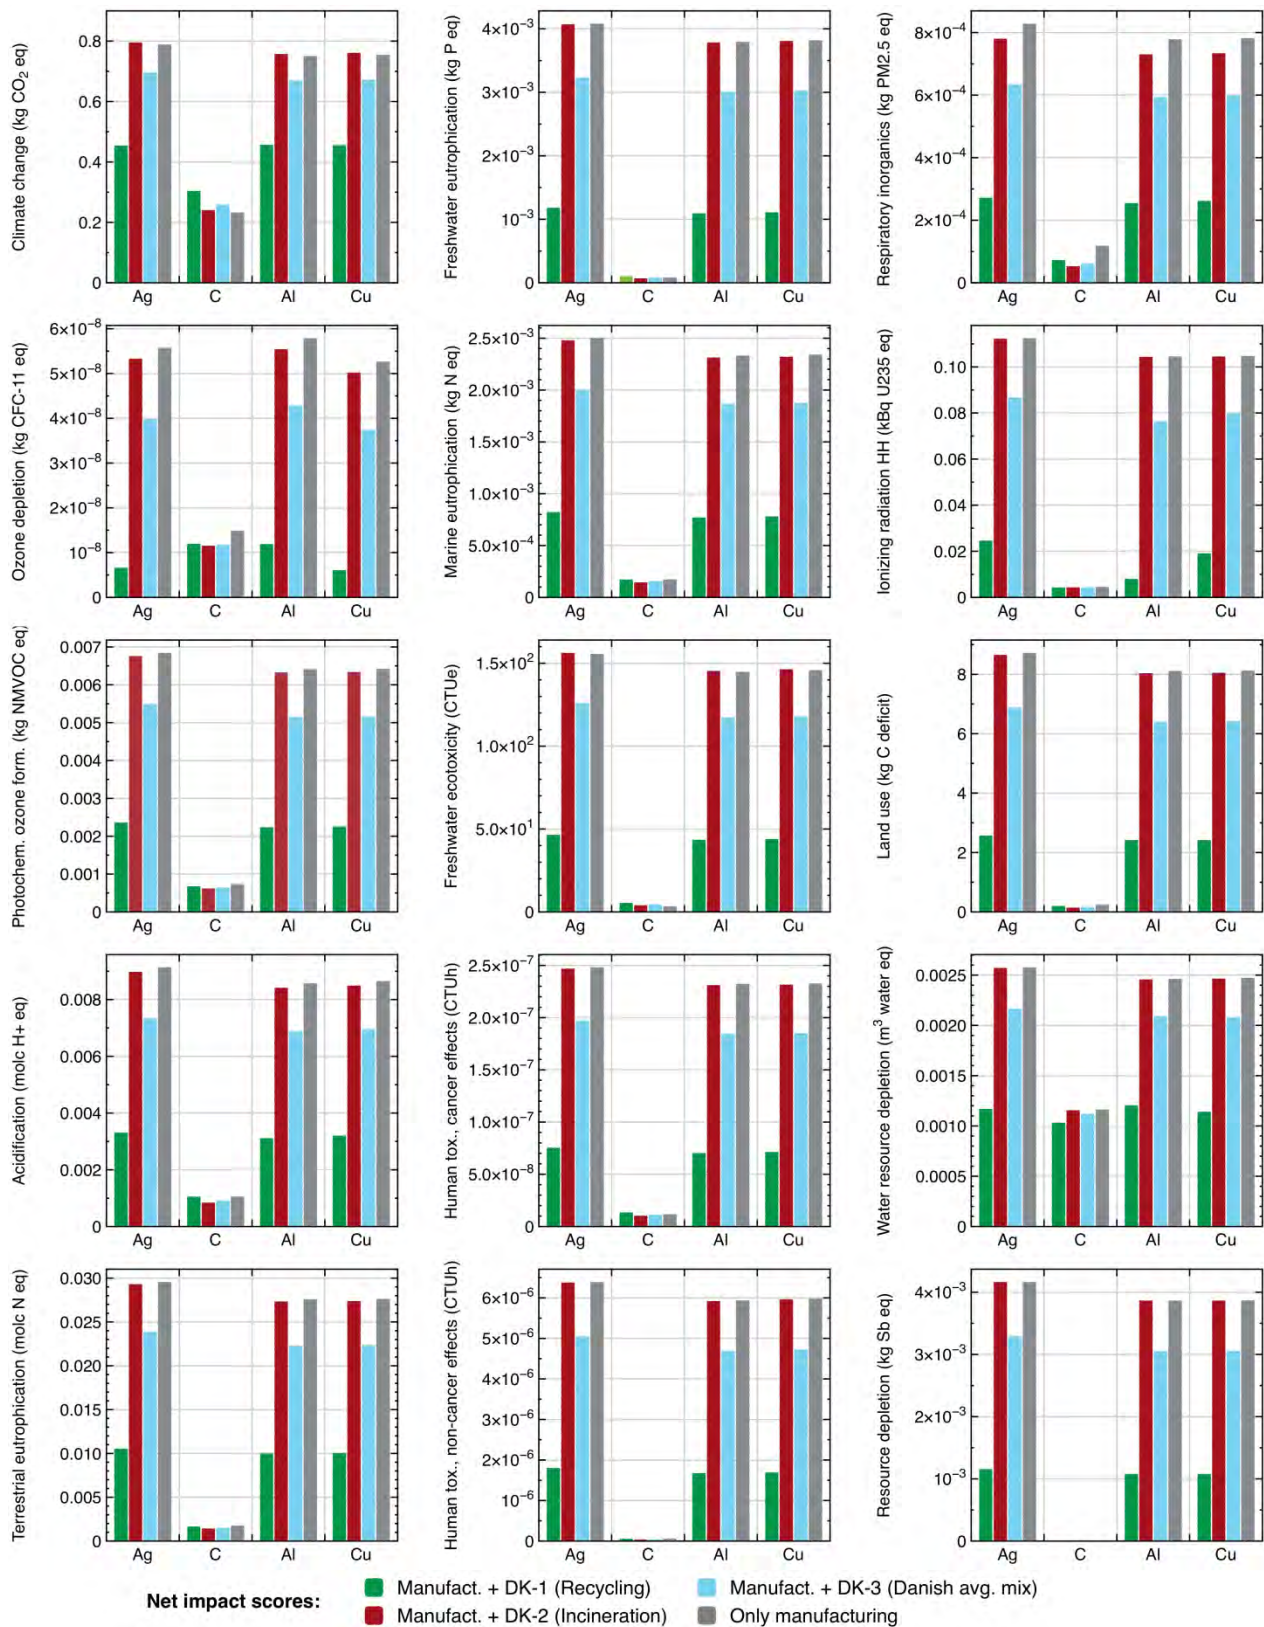 Climate change (kg CO₂ eq)
0.8
0.6
0.4
0.2
0
Ag C Al Cu
Freshwater eutrophication (kg P eq)
4×10⁻³
3×10⁻³
2×10⁻³
10⁻³
0
Ag C Al Cu
Respiratory inorganics (kg PM2.5 eq)
8×10⁻⁴
6×10⁻⁴
4×10⁻⁴
2×10⁻⁴
0
Ag C Al Cu
Ozone depletion (kg CFC-11 eq)
6×10⁻⁸
5×10⁻⁸
4×10⁻⁸
3×10⁻⁸
2×10⁻⁸
10⁻⁸
0
Ag C Al Cu
Marine eutrophication (kg N eq)
2.5×10⁻³
2.0×10⁻³
1.5×10⁻³
1.0×10⁻³
5.0×10⁻⁴
0
Ag C Al Cu
Ionizing radiation HH (kBq U235 eq)
0.10
0.08
0.06
0.04
0.02
0
Ag C Al Cu
Photochem. ozone form. (kg NMVOC eq)
0.007
0.006
0.005
0.004
0.003
0.002
0.001
0
Ag C Al Cu
Freshwater ecotoxicity (CTUe)
1.5×10²
1.0×10²
5.0×10¹
0
Ag C Al Cu
Land use (kg C deficit)
8
6
4
2
0
Ag C Al Cu
Acidification (molc H+ eq)
0.008
0.006
0.004
0.002
0
Ag C Al Cu
Human tox., cancer effects (CTUh)
2.5×10⁻⁷
2.0×10⁻⁷
1.5×10⁻⁷
1.0×10⁻⁷
5.0×10⁻⁸
0
Ag C Al Cu
Water resource depletion (m³ water eq)
0.0025
0.0020
0.0015
0.0010
0.0005
0
Ag C Al Cu
Terrestrial eutrophication (molc N eq)
0.030
0.025
0.020
0.015
0.010
0.005
0
Ag C Al Cu
Human tox., non-cancer effects (CTUh)
6×10⁻⁶
5×10⁻⁶
4×10⁻⁶
3×10⁻⁶
2×10⁻⁶
10⁻⁶
0
Ag C Al Cu
Resource depletion (kg Sb eq)
4×10⁻³
3×10⁻³
2×10⁻³
10⁻³
0
Ag C Al Cu
Net impact scores:
Manufact. + DK-1 (Recycling)
Manufact. + DK-2 (Incineration)
Manufact. + DK-3 (Danish avg. mix)
Only manufacturing